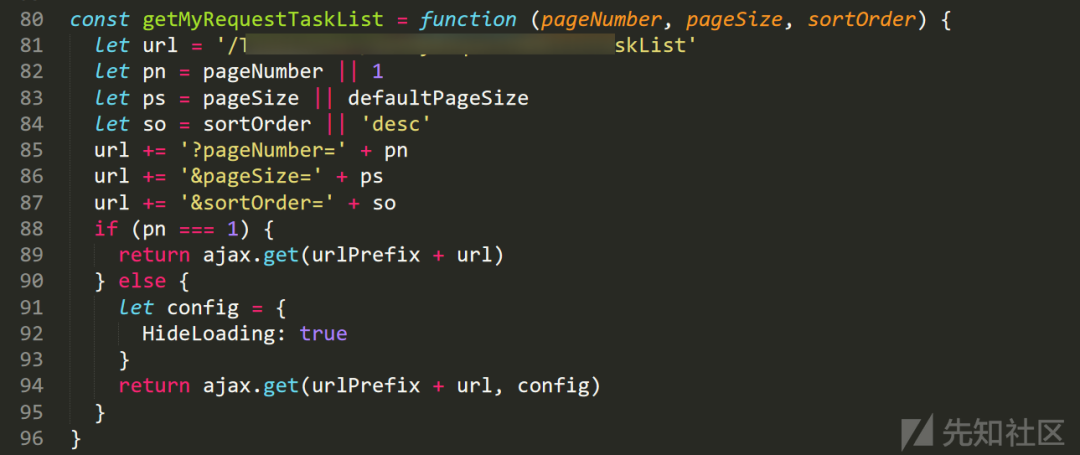 80 const getMyRequestTaskList = function (pageNumber, pageSize, sortOrder) {
81 let url = '/ skList'
82 let pn = pageNumber || 1
83 let ps = pageSize || defaultPageSize
84 let so = sortOrder || 'desc'
85 url += '?pageNumber=' + pn
86 url += '&pageSize=' + ps
87 url += '&sortOrder=' + so
88 if (pn === 1) {
89 return ajax.get(urlPrefix + url)
90 } else {
91 let config = {
92 HideLoading: true
93 }
94 return ajax.get(urlPrefix + url, config)
95 }
96 }
先知社区